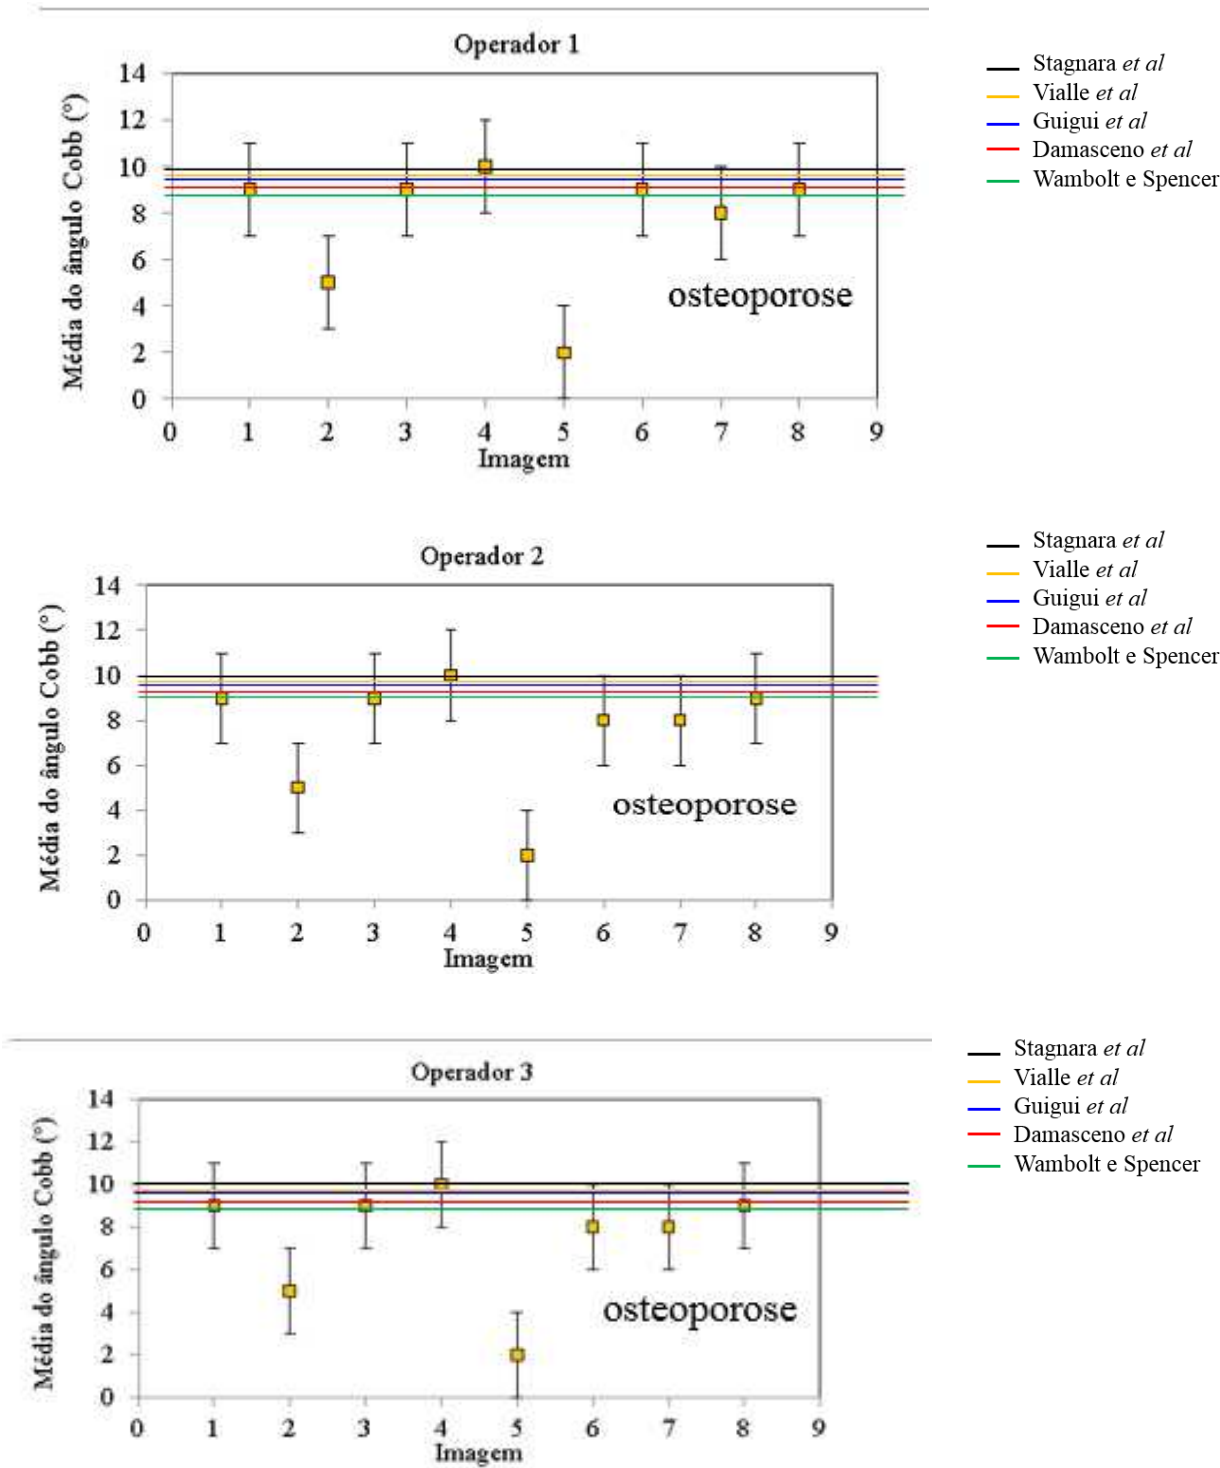 Operador 1
Média do ângulo Cobb (°)
14
12
10
8
6
4
2
0
osteoporose
0 1 2 3 4 5 6 7 8 9
Imagem
Stagnara et al
Vialle et al
Guigui et al
Damasceno et al
Wambolt e Spencer
Operador 2
Média do ângulo Cobb (°)
14
12
10
8
6
4
2
0
osteoporose
0 1 2 3 4 5 6 7 8 9
Imagem
Stagnara et al
Vialle et al
Guigui et al
Damasceno et al
Wambolt e Spencer
Operador 3
Média do ângulo Cobb (°)
14
12
10
8
6
4
2
0
osteoporose
0 1 2 3 4 5 6 7 8 9
Imagem
Stagnara et al
Vialle et al
Guigui et al
Damasceno et al
Wambolt e Spencer